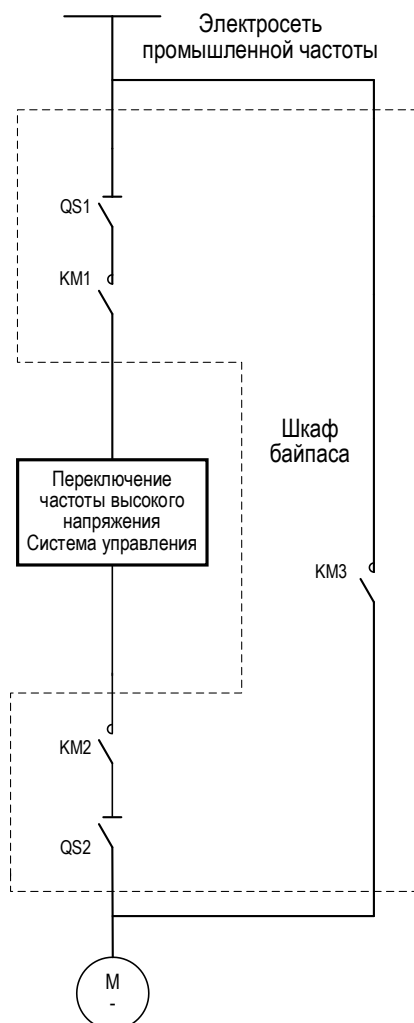 Электросеть
промышленной частоты
QS1
KM1
Шкаф
байпаса
Переключение
частоты высокого
напряжения
Система управления
KM3
KM2
QS2
M
-